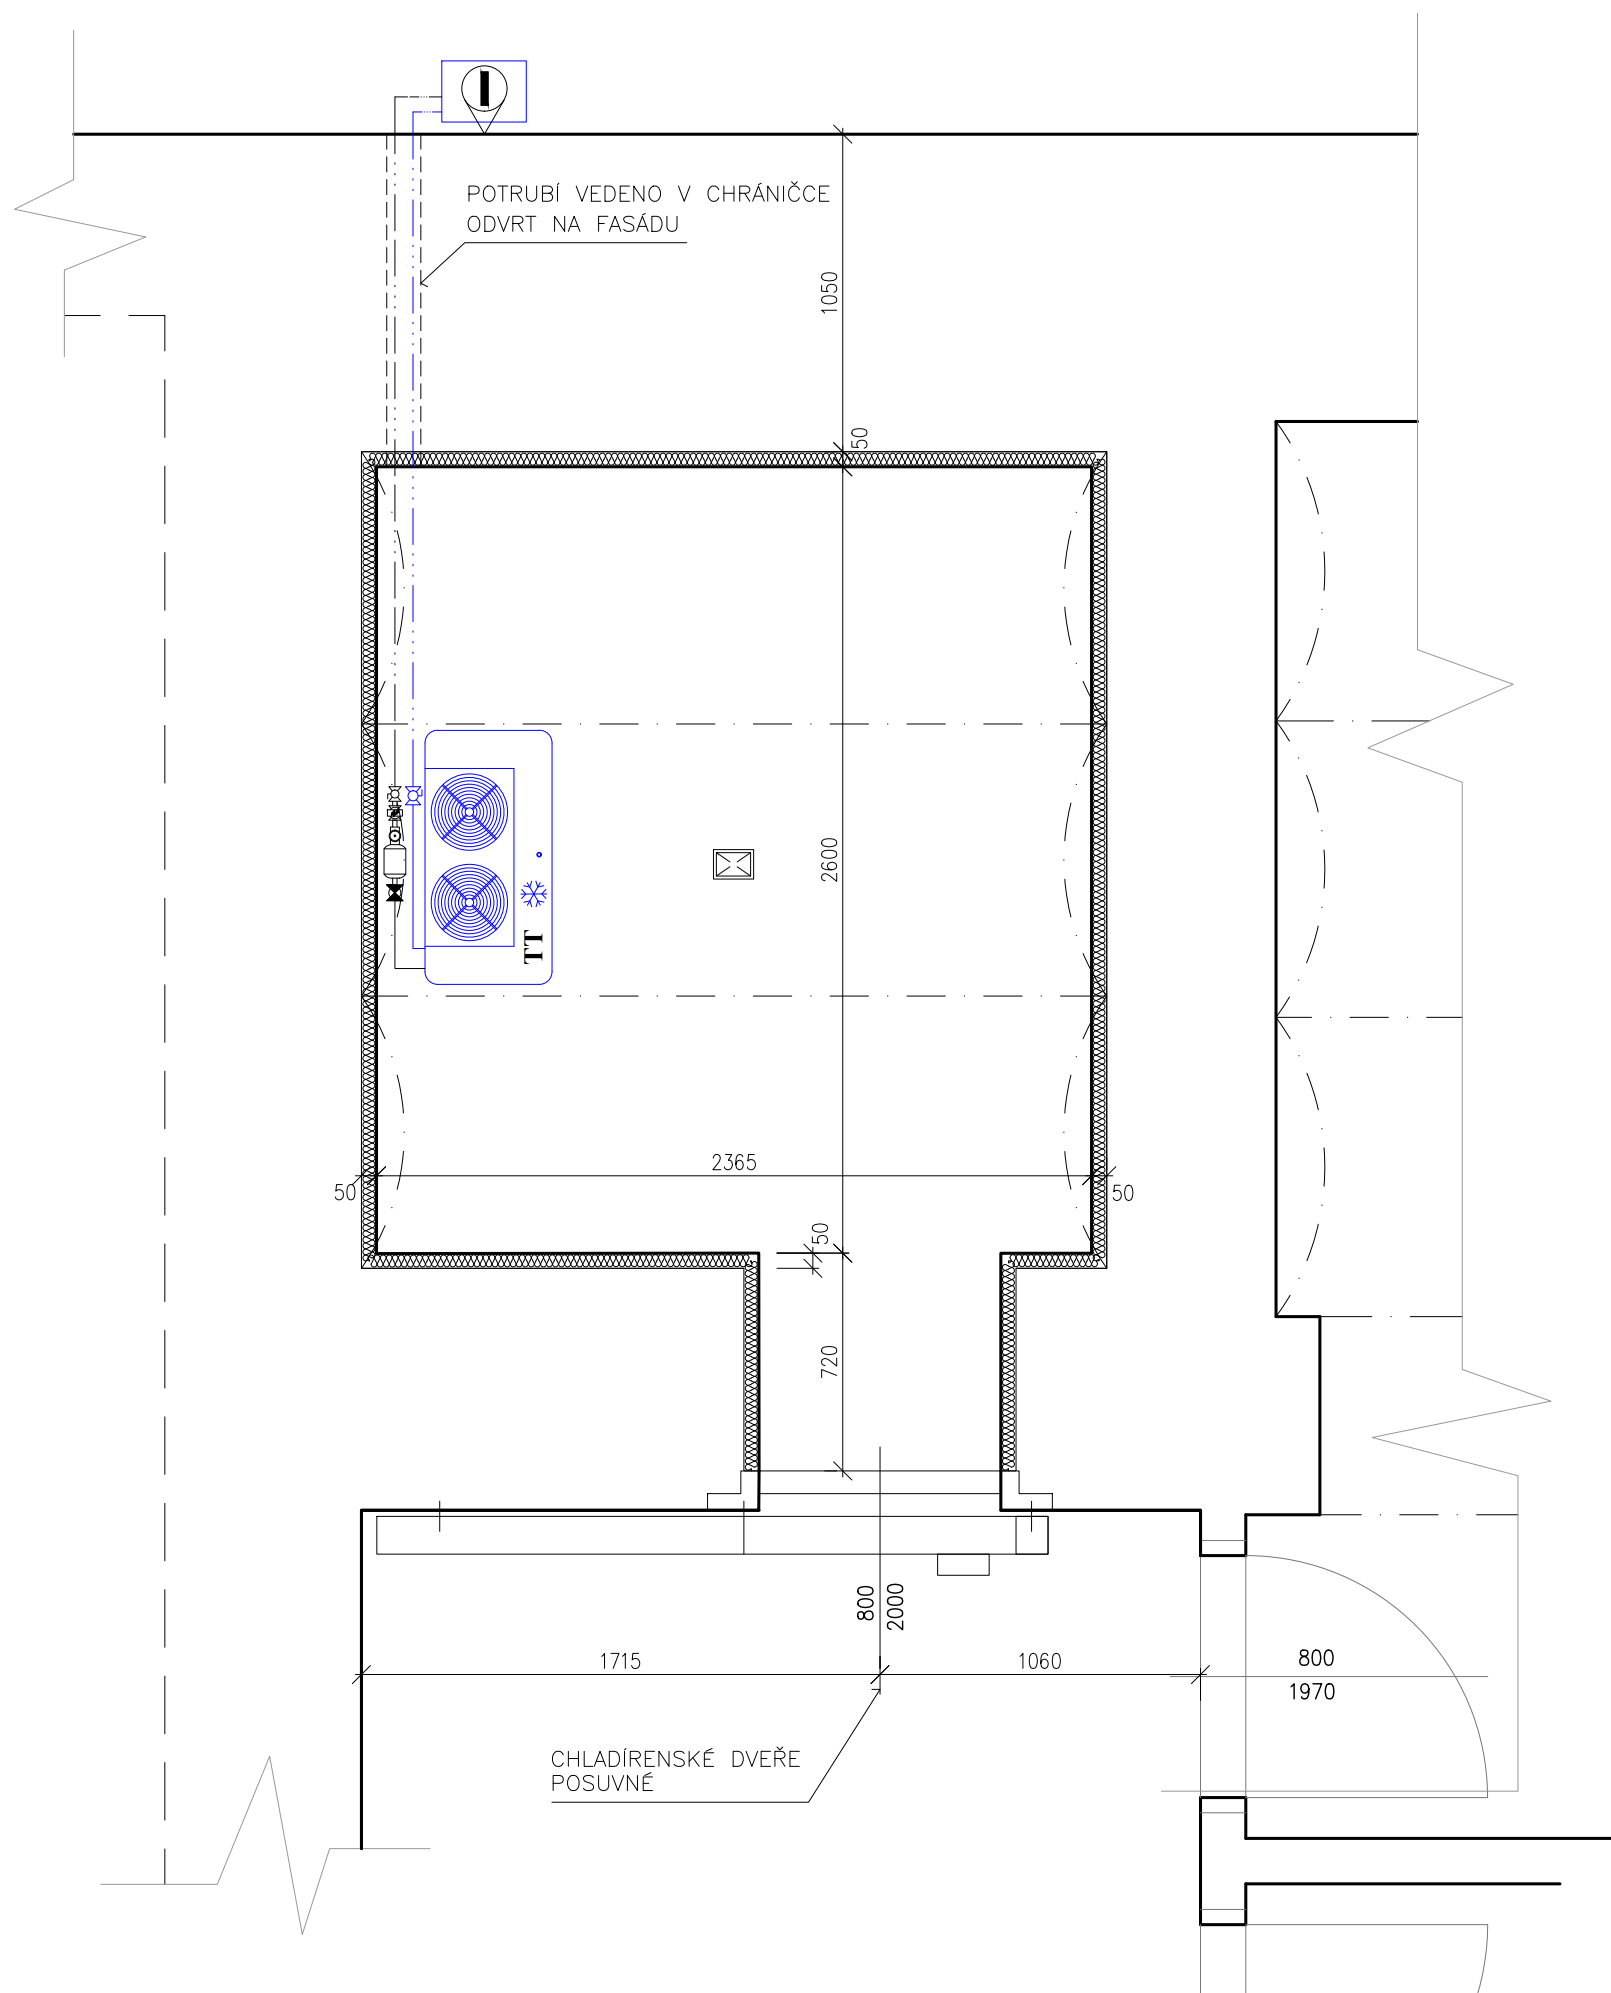 POTRUBÍ VEDENO V CHRÁNIČCE
ODVRT NA FASÁDU
1050
50
2600
TT
2365
50
50
50
720
800
2000
1715
1060
800
1970
CHLADÍRENSKÉ DVEŘE
POSUVNÉ